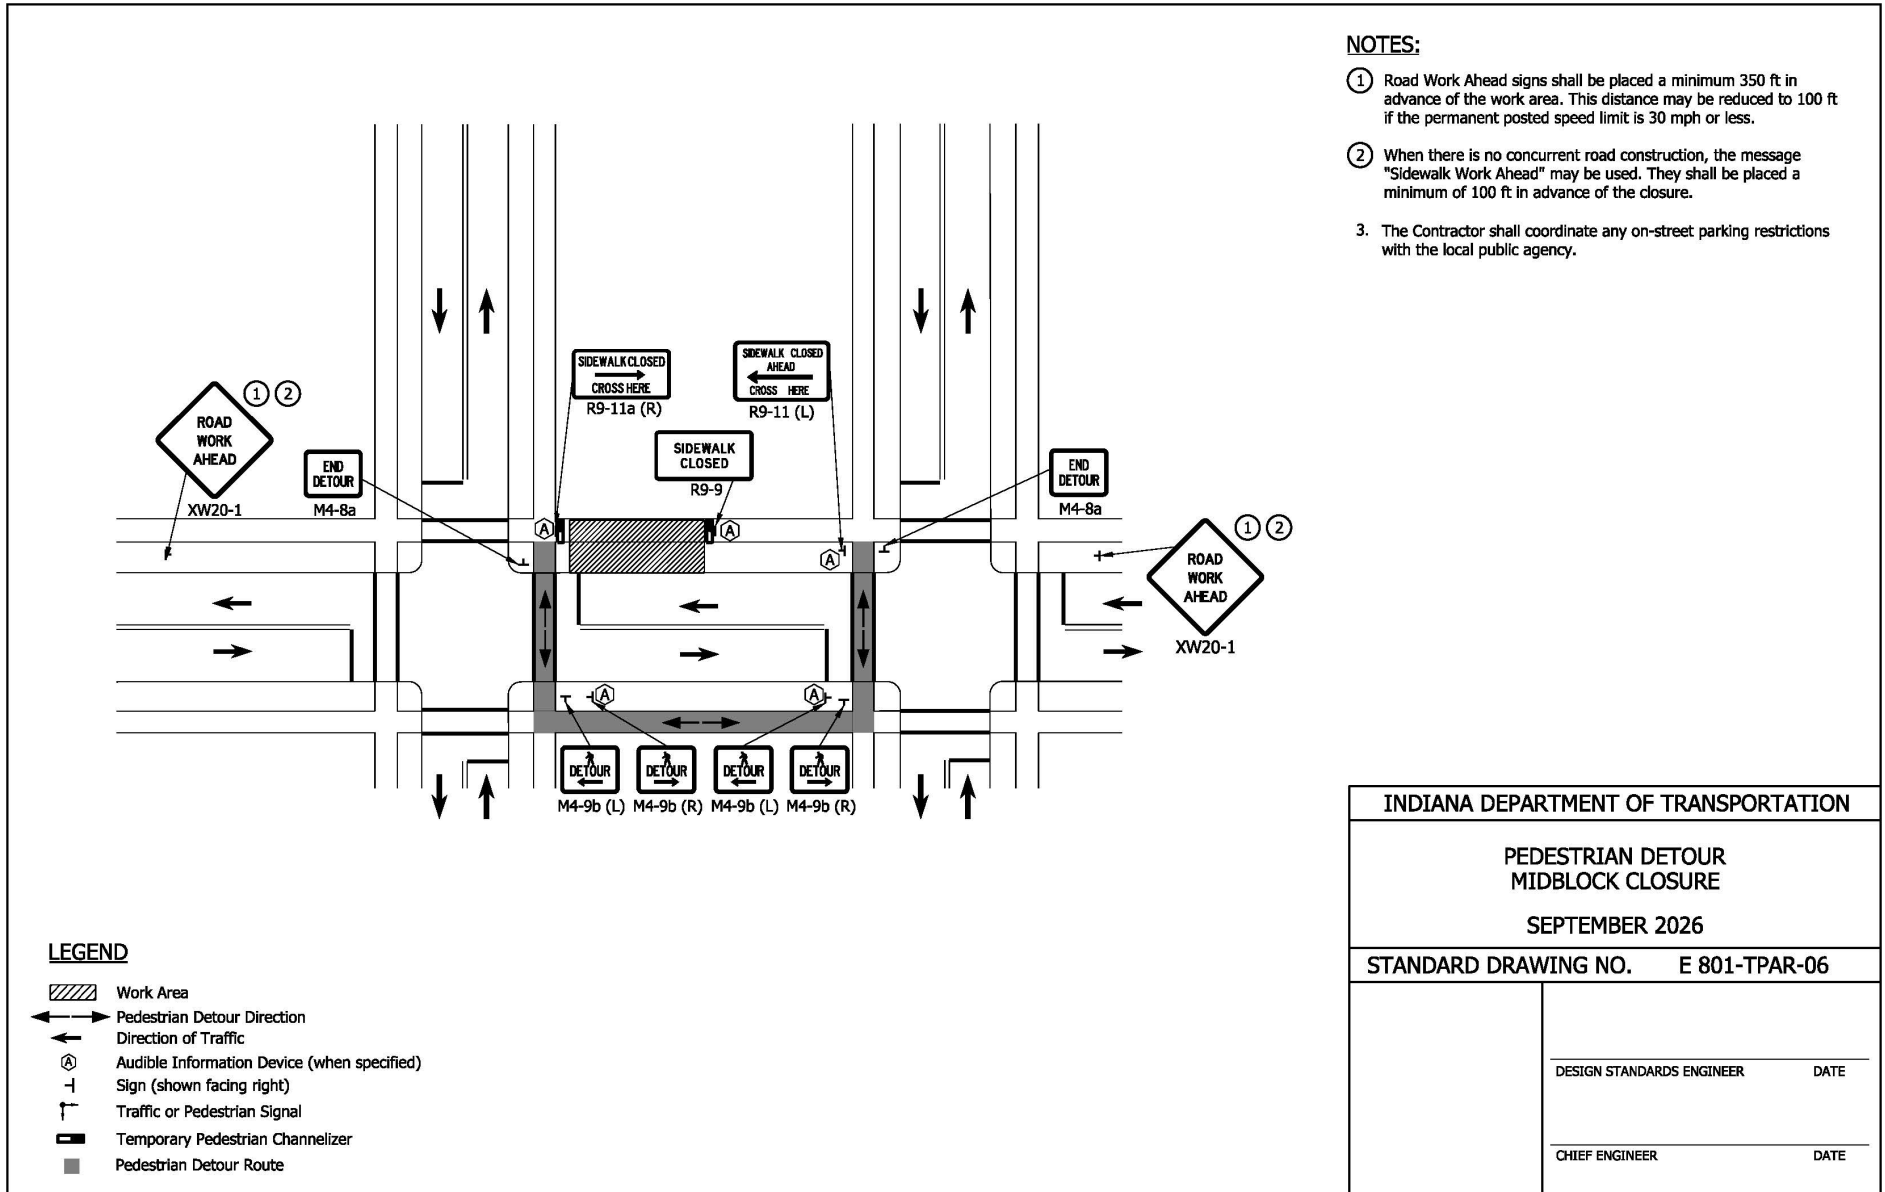 NOTES:
1 Road Work Ahead signs shall be placed a minimum 350 ft in
advance of the work area. This distance may be reduced to 100 ft
if the permanent posted speed limit is 30 mph or less.
2 When there is no concurrent road construction, the message
"Sidewalk Work Ahead" may be used. They shall be placed a
minimum of 100 ft in advance of the closure.
3. The Contractor shall coordinate any on-street parking restrictions
with the local public agency.
SIDEWALK CLOSED
CROSS HERE
R9-11a (R)
SIDEWALK CLOSED
AHEAD
CROSS HERE
R9-11 (L)
1 2
ROAD
WORK
AHEAD
XW20-1
END
DETOUR
M4-8a
SIDEWALK
CLOSED
R9-9
END
DETOUR
M4-8a
1 2
ROAD
WORK
AHEAD
XW20-1
A
A
A
A
A
DETOUR
M4-9b (L)
DETOUR
M4-9b (R)
DETOUR
M4-9b (L)
DETOUR
M4-9b (R)
LEGEND
Work Area
Pedestrian Detour Direction
Direction of Traffic
A Audible Information Device (when specified)
Sign (shown facing right)
Traffic or Pedestrian Signal
Temporary Pedestrian Channelizer
Pedestrian Detour Route
INDIANA DEPARTMENT OF TRANSPORTATION
PEDESTRIAN DETOUR
MIDBLOCK CLOSURE
SEPTEMBER 2026
STANDARD DRAWING NO. E 801-TPAR-06
DESIGN STANDARDS ENGINEER DATE
CHIEF ENGINEER DATE